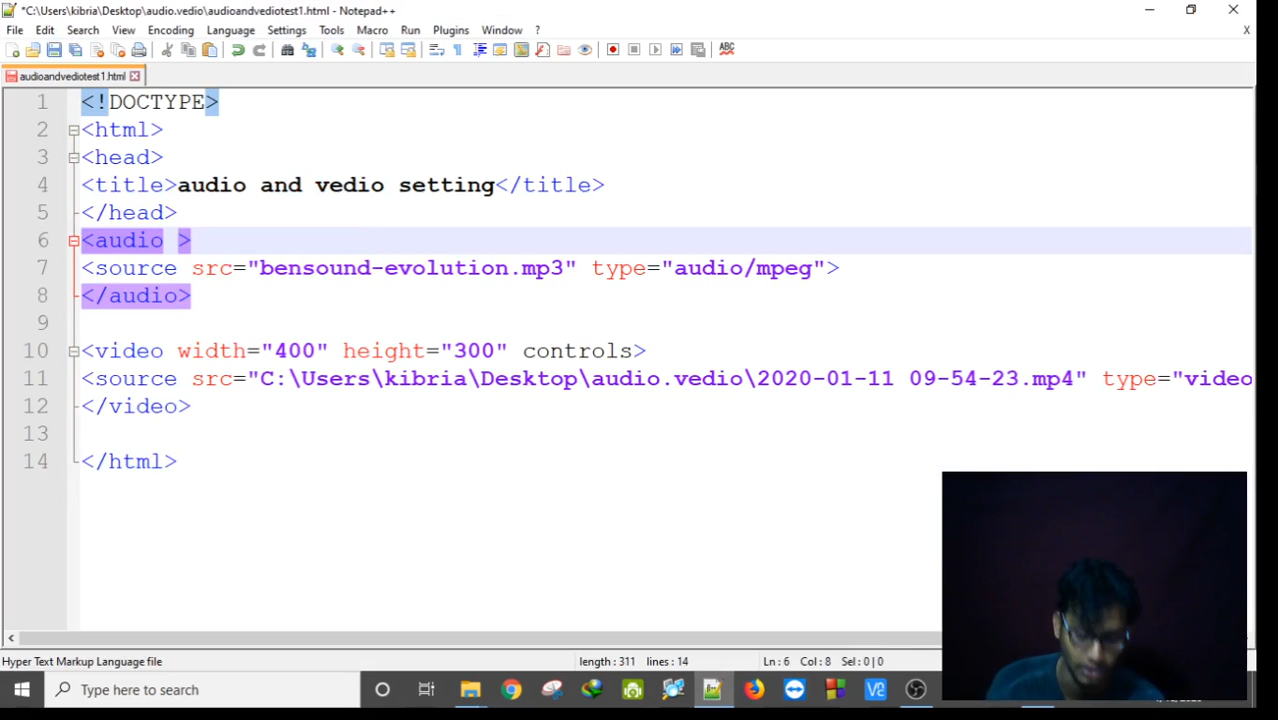 *C:\Users\kibria\Desktop\audio.vedio\audioandvediotest1.html - Notepad++
File Edit Search View Encoding Language Settings Tools Macro Run Plugins Window ? X
ABC
audioandvediotest1.html
1 <!DOCTYPE>
2 <html>
3 <head>
4 <title>audio and vedio setting</title>
5 </head>
6 <audio >
7 <source src="bensound-evolution.mp3" type="audio/mpeg">
8 </audio>
9
10 <video width="400" height="300" controls>
11 <source src="C:\Users\kibria\Desktop\audio.vedio\2020-01-11 09-54-23.mp4" type="video
12 </video>
13
14 </html>
Hyper Text Markup Language file length : 311 lines : 14 Ln : 6 Col : 8 Sel : 0 | 0
Type here to search